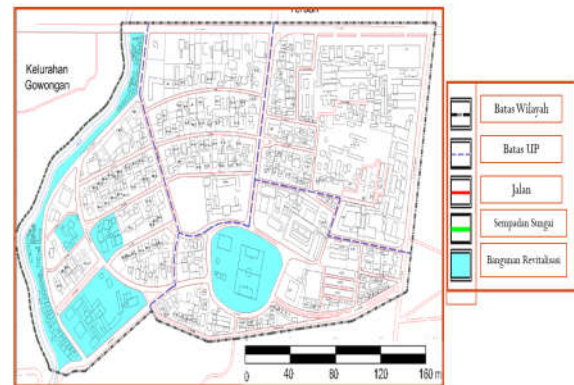 Kelurahan
Gowongan
Batas Wilayah
Batas UP
Jalan
Sempadan Sungai
Bangunan Revitalisasi
0 40 80 120 160 m